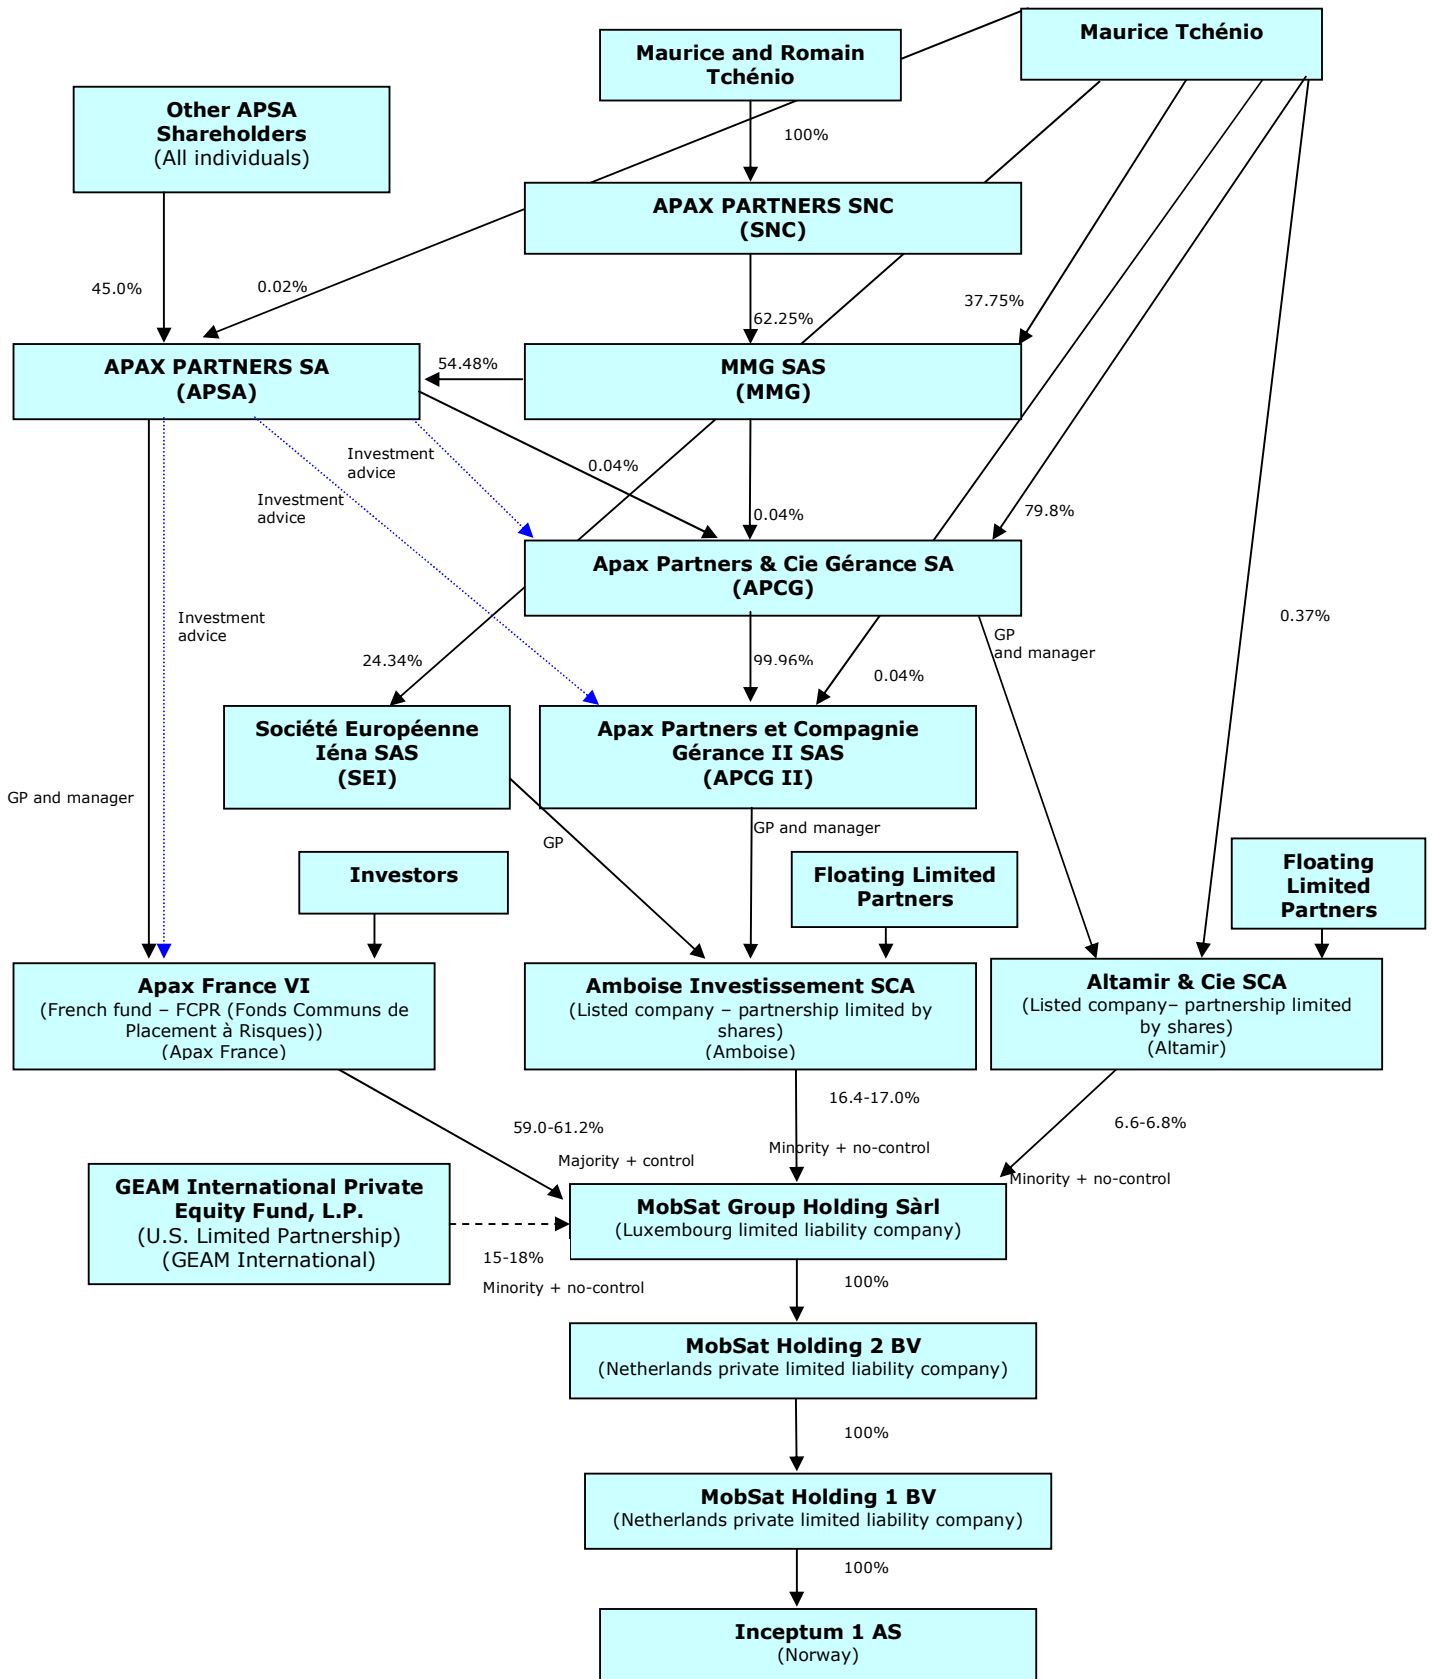 Maurice Tchénio
Maurice and Romain
Tchénio
Other APSA
Shareholders
(All individuals)
100%
APAX PARTNERS SNC
(SNC)
45.0%
0.02%
62.25%
37.75%
APAX PARTNERS SA
(APSA)
54.48%
MMG SAS
(MMG)
Investment
advice
0.04%
Investment
advice
0.04%
79.8%
Apax Partners & Cie Gérance SA
(APCG)
Investment
advice
0.37%
GP
and manager
24.34%
99.96%
0.04%
Société Européenne
Iéna SAS
(SEI)
Apax Partners et Compagnie
Gérance II SAS
(APCG II)
GP and manager
GP
GP and manager
Investors
Floating Limited
Partners
Floating
Limited
Partners
Apax France VI
(French fund – FCPR (Fonds Communs de
Placement à Risques))
(Apax France)
Amboise Investissement SCA
(Listed company – partnership limited by
shares)
(Amboise)
Altamir & Cie SCA
(Listed company– partnership limited
by shares)
(Altamir)
16.4-17.0%
59.0-61.2%
6.6-6.8%
Majority + control
Minority + no-control
Minority + no-control
GEAM International Private
Equity Fund, L.P.
(U.S. Limited Partnership)
(GEAM International)
MobSat Group Holding Sàrl
(Luxembourg limited liability company)
15-18%
Minority + no-control
100%
MobSat Holding 2 BV
(Netherlands private limited liability company)
100%
MobSat Holding 1 BV
(Netherlands private limited liability company)
100%
Inceptum 1 AS
(Norway)